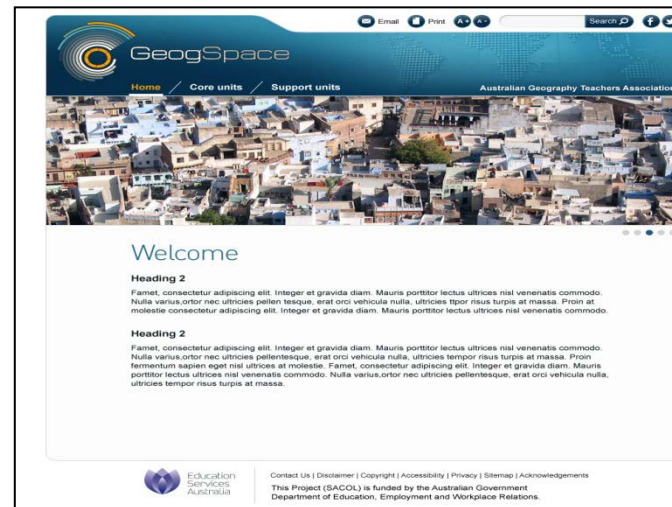 Email Print A+ A- Search
GeogSpace
Home / Core units / Support units
Australian Geography Teachers Association
Welcome
Heading 2
Famet, consectetur adipiscing elit. Integer et gravida diam. Mauris porttitor lectus ultrices nisl venenatis commodo.
Nulla varius,ortor nec ultricies pellen tesque, erat orci vehicula nulla, ultricies ttpor risus turpis at massa. Proin at
molestie consectetur adipiscing elit. Integer et gravida diam. Mauris porttitor lectus ultrices nisl venenatis commodo.
Heading 2
Famet, consectetur adipiscing elit. Integer et gravida diam. Mauris porttitor lectus ultrices nisl venenatis commodo.
Nulla varius,ortor nec ultricies pellentesque, erat orci vehicula nulla, ultricies tempor risus turpis at massa. Proin
fermentum sapien eget nisl ultrices at molestie. Famet, consectetur adipiscing elit. Integer et gravida diam. Mauris
porttitor lectus ultrices nisl venenatis commodo. Nulla varius,ortor nec ultricies pellentesque, erat orci vehicula nulla,
ultricies tempor risus turpis at massa.
Education
Services
Australia
Contact Us | Disclaimer | Copyright | Accessibility | Privacy | Sitemap | Acknowledgements
This Project (SACOL) is funded by the Australian Government
Department of Education, Employment and Workplace Relations.